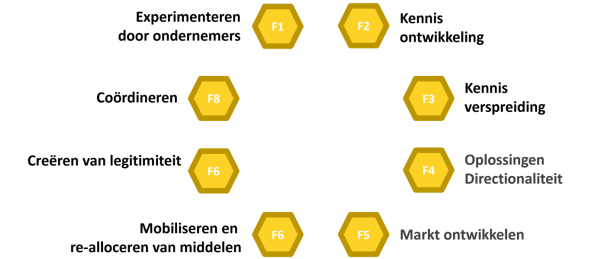 Experimenteren
door ondernemers
F1
F2
Kennis
ontwikkeling
Coördineren
F8
F3
Kennis
verspreiding
Creëren van legitimiteit
F6
F4
Oplossingen
Directionaliteit
Mobiliseren en
re-alloceren van middelen
F6
F5
Markt ontwikkelen